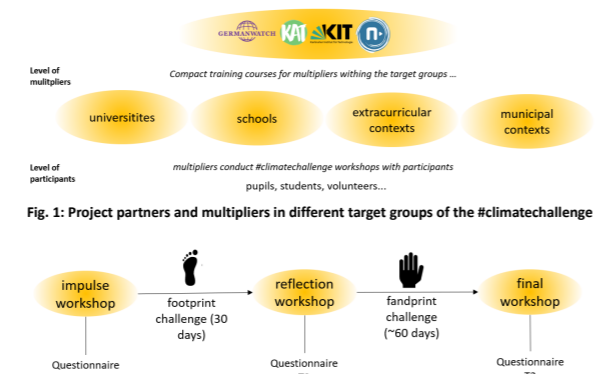 GERMANWATCH KAT KIT n
Level of
mulitpliers
Compact training courses for multipliers withing the target groups ...
universitites
schools
extracurricular
contexts
municipal
contexts
Level of
participants
multipliers conduct #climatechallenge workshops with participants
pupils, students, volunteers...
Fig. 1: Project partners and multipliers in different target groups of the #climatechallenge
impulse
workshop
footprint
challenge (30
days)
reflection
workshop
fandprint
challenge
(~60 days)
final
workshop
Questionnaire
Questionnaire
Questionnaire